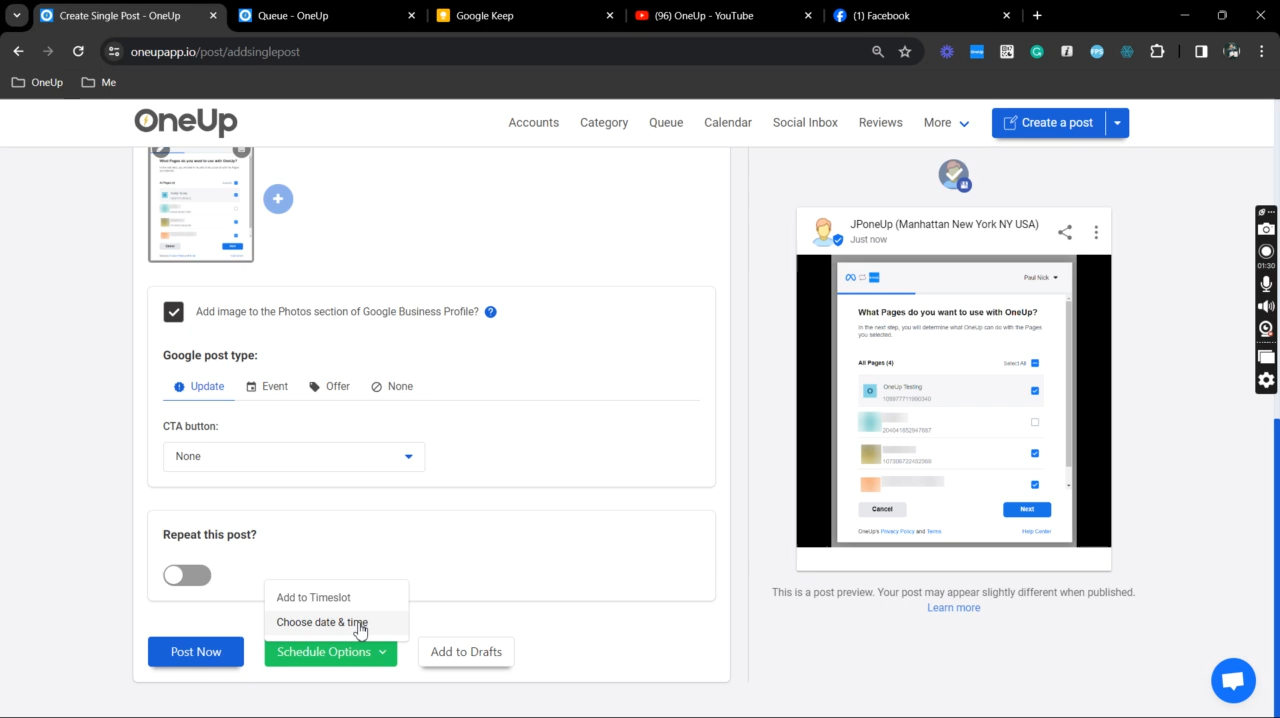 Create Single Post - OneUp
Queue - OneUp
Google Keep
(96) OneUp - YouTube
(1) Facebook
oneupapp.io/post/addsinglepost
OneUp
Me
OneUp
Accounts
Category
Queue
Calendar
Social Inbox
Reviews
More
Create a post
What Pages do you want to use with OneUp?
Add image to the Photos section of Google Business Profile?
Google post type:
Update
Event
Offer
None
CTA button:
None
Repeat this post?
Add to Timeslot
Choose date & time
Post Now
Schedule Options
Add to Drafts
JPoneUp (Manhattan New York NY USA)
Just now
Paul Nick
What Pages do you want to use with OneUp?
In the next step, you will determine what OneUp can do with the Pages
you selected.
All Pages (4)
Select All
OneUp Testing
Cancel
Next
OneUp's Privacy Policy and Terms
Help Center
This is a post preview. Your post may appear slightly different when published.
Learn more
01:30